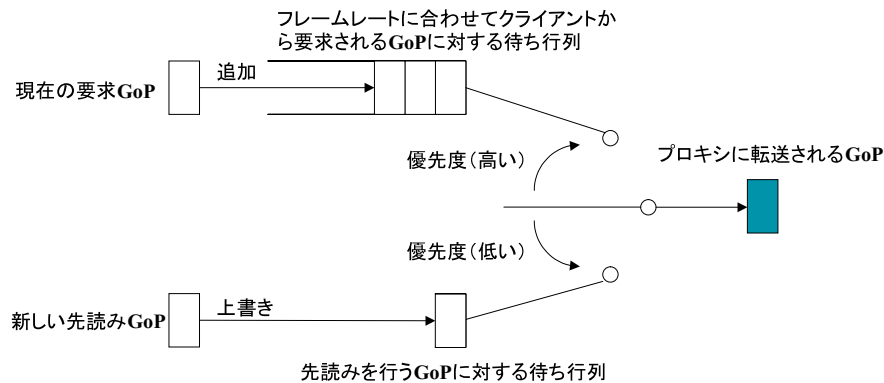 フレームレートに合わせてクライアントか
ら要求されるGoPに対する待ち行列
現在の要求GoP
追加
優先度（高い）
プロキシに転送されるGoP
優先度（低い）
新しい先読みGoP
上書き
先読みを行うGoPに対する待ち行列